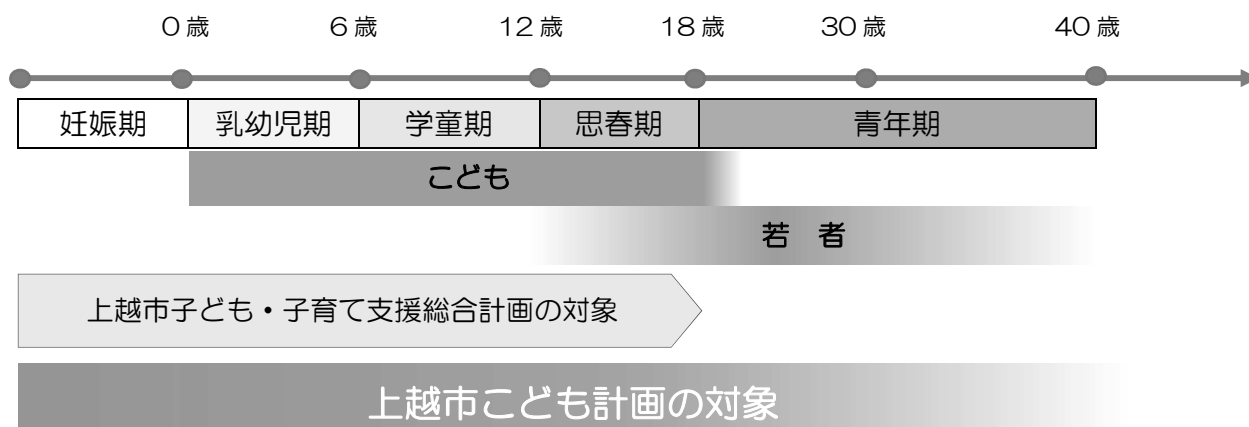 0歳 6歳 12歳 18歳 30歳 40歳
妊娠期 乳幼児期 学童期 思春期 青年期
こども
若 者
上越市子ども・子育て支援総合計画の対象
上越市こども計画の対象